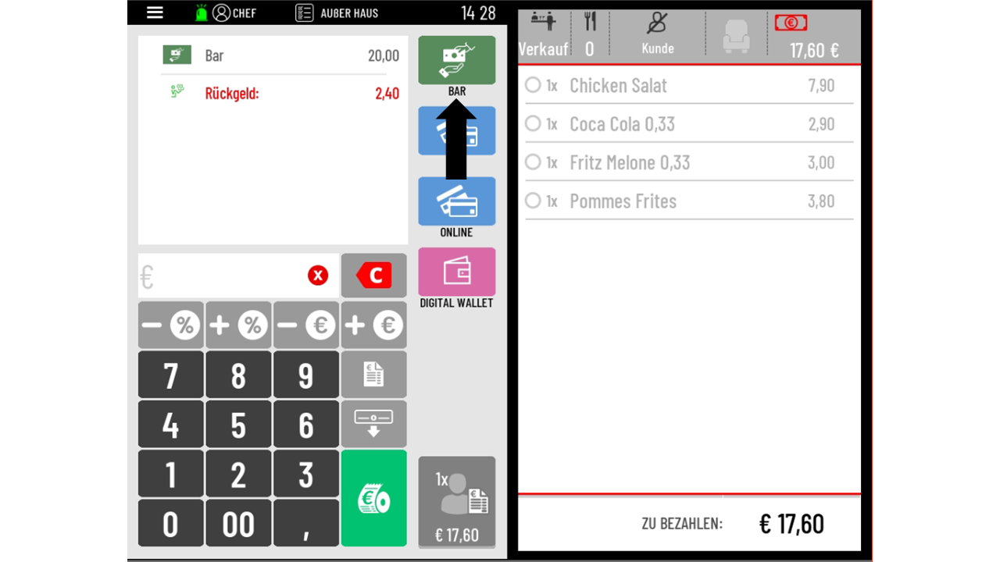 CHEF
AUßER HAUS
14 28
Bar 20,00
Rückgeld: 2,40
BAR
ONLINE
DIGITAL WALLET
€
X
C
- % + % - € + €
7 8 9
4 5 6
1 2 3
0 00 ,
1x
€ 17,60
Verkauf 0 Kunde 17,60 €
1x Chicken Salat 7,90
1x Coca Cola 0,33 2,90
1x Fritz Melone 0,33 3,00
1x Pommes Frites 3,80
ZU BEZAHLEN: € 17,60